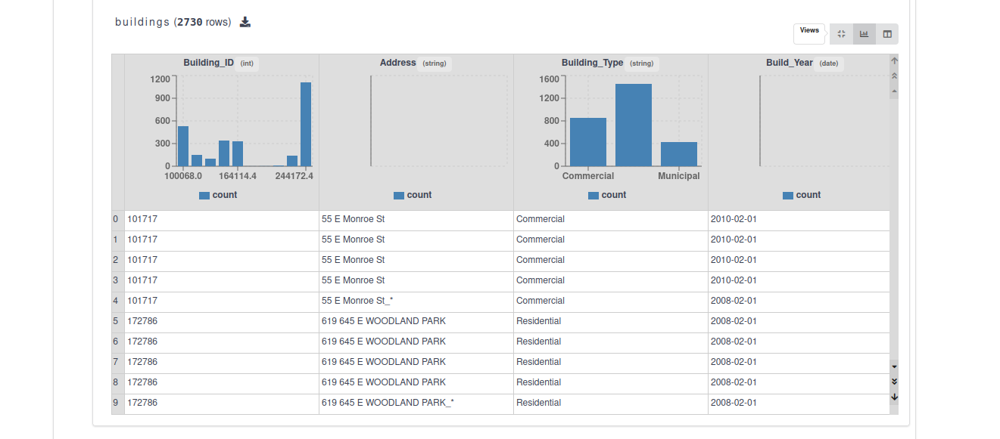 buildings (2730 rows)
Views
Building_ID (int) Address (string) Building_Type (string) Build_Year (date)
1200 1600
900 1200
600 800
300 400
0 0
100068.0 164114.4 244172.4 Commercial Municipal
count count count count
0 101717 55 E Monroe St Commercial 2010-02-01
1 101717 55 E Monroe St Commercial 2010-02-01
2 101717 55 E Monroe St Commercial 2010-02-01
3 101717 55 E Monroe St Commercial 2010-02-01
4 101717 55 E Monroe St_* Commercial 2008-02-01
5 172786 619 645 E WOODLAND PARK Residential 2008-02-01
6 172786 619 645 E WOODLAND PARK Residential 2008-02-01
7 172786 619 645 E WOODLAND PARK Residential 2008-02-01
8 172786 619 645 E WOODLAND PARK Residential 2008-02-01
9 172786 619 645 E WOODLAND PARK_* Residential 2008-02-01